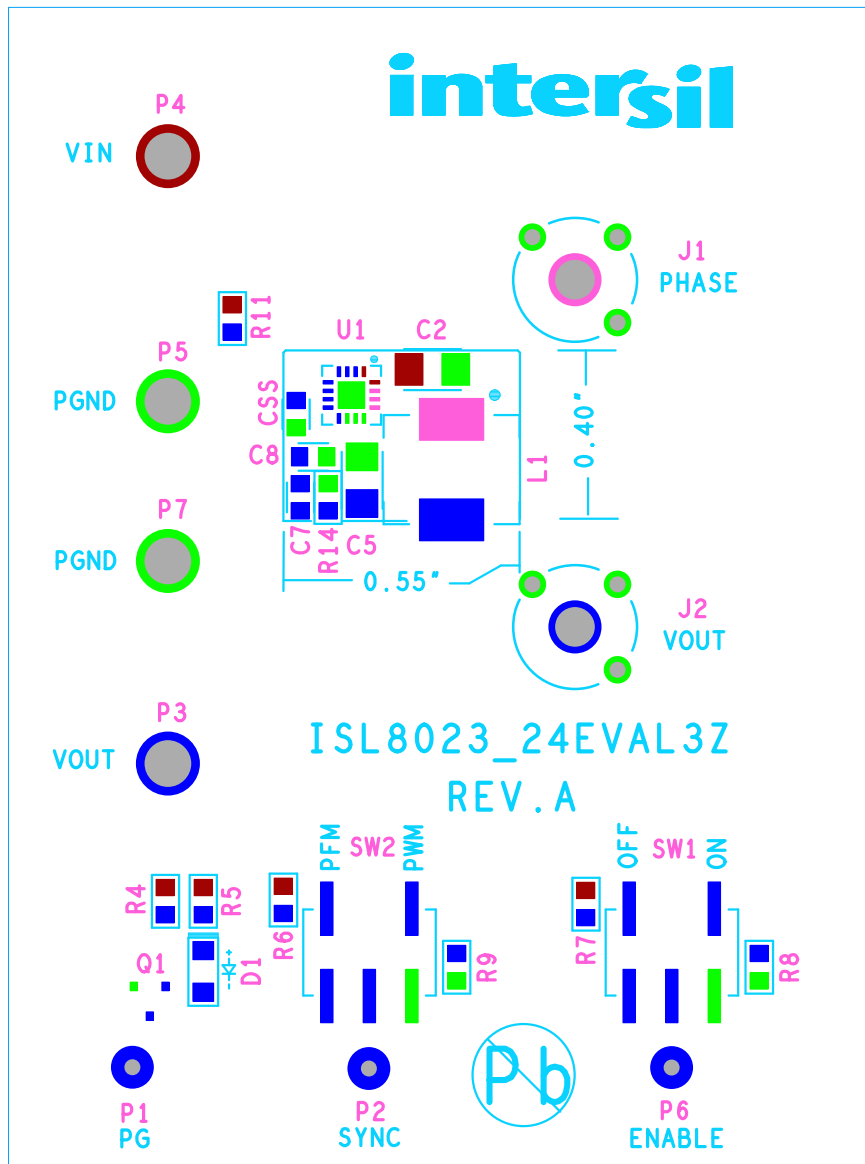 intersil
P4
VIN
J1
PHASE
R11
U1
C2
P5
PGND
CSS
0.40"
C8
L1
P7
PGND
C7
R14
C5
0.55"
J2
VOUT
P3
VOUT
ISL8023_24EVAL3Z
REV.A
PFM
SW2
PWM
OFF
SW1
ON
R4
R5
R6
R7
R9
R8
Q1
D1
+
Pb
P1
PG
P2
SYNC
P6
ENABLE